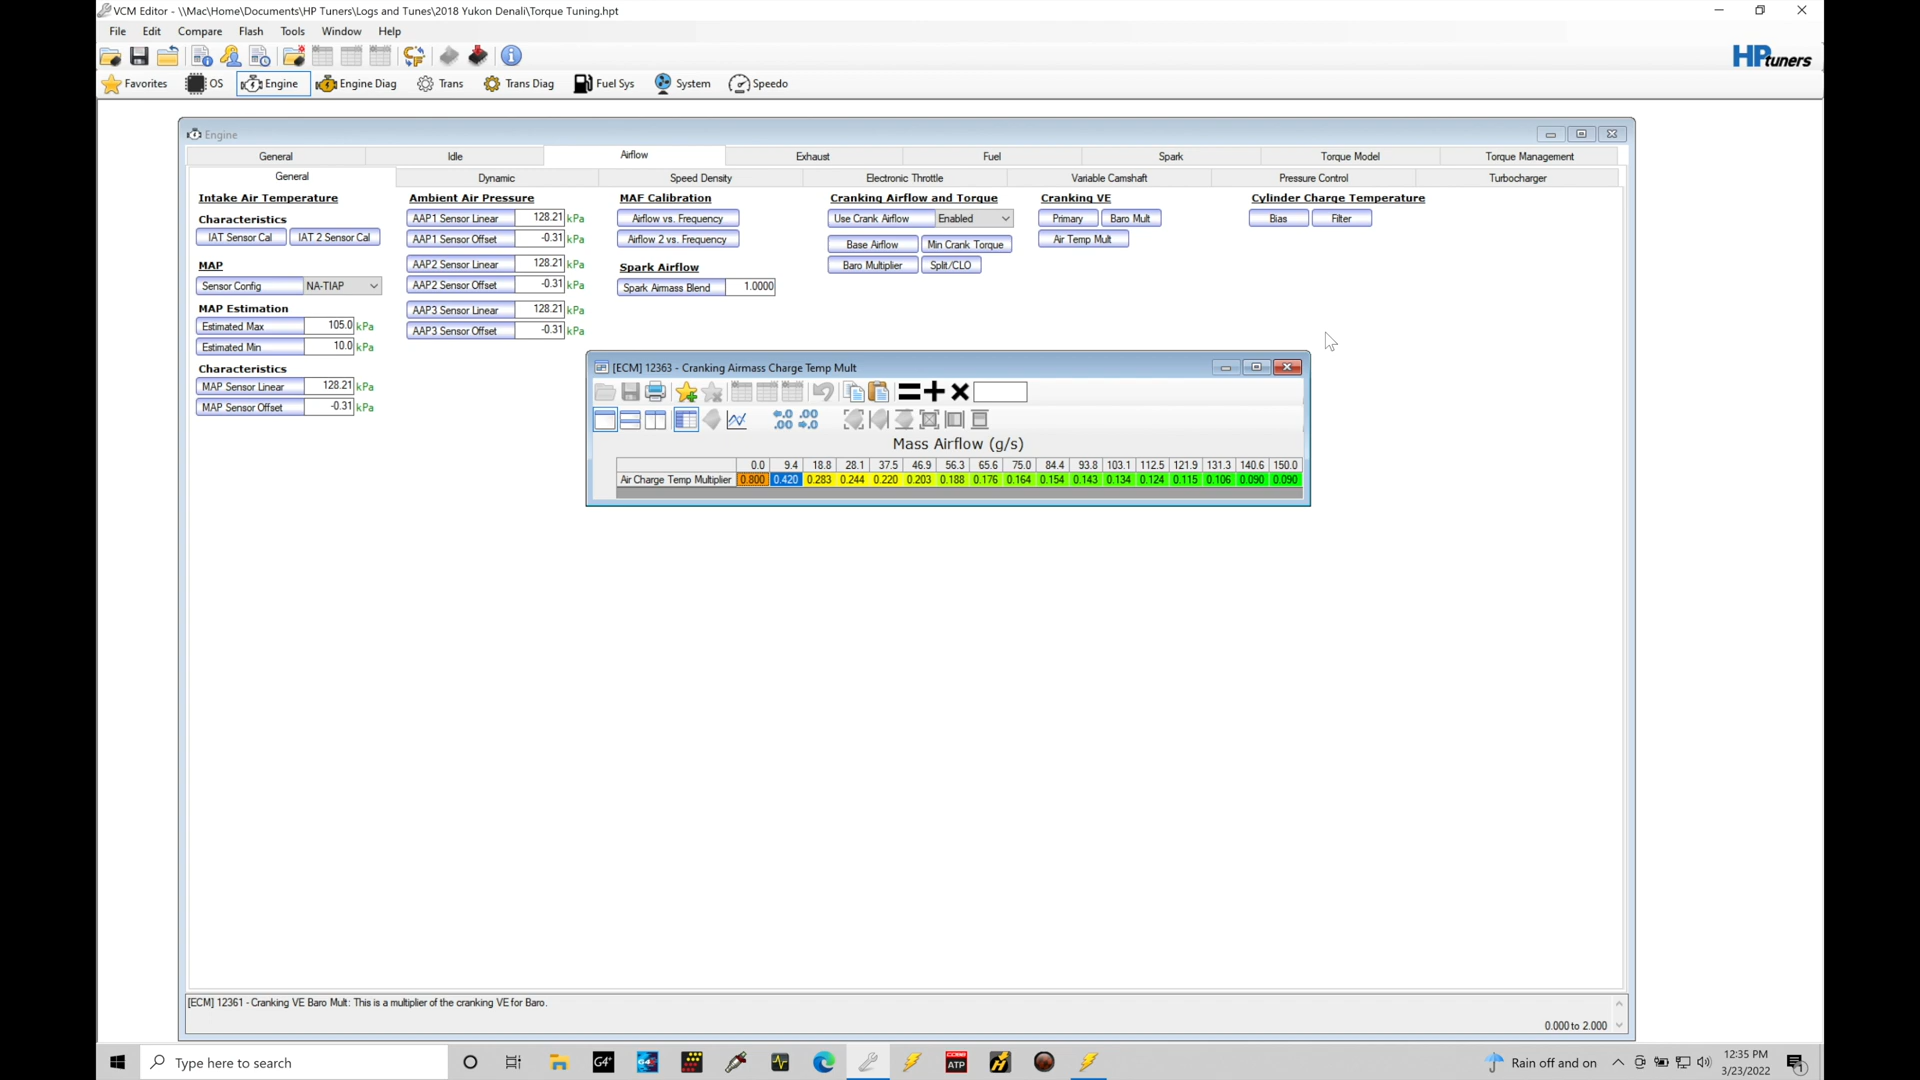 VCM Editor - \\Mac\Home\Documents\HP Tuners\Logs and Tunes\2018 Yukon Denali\Torque Tuning.hpt
File Edit Compare Flash Tools Window Help
HPtuners
Favorites OS Engine Engine Diag Trans Trans Diag Fuel Sys System Speedo
Engine
General Idle Airflow Exhaust Fuel Spark Torque Model Torque Management
General Dynamic Speed Density Electronic Throttle Variable Camshaft Pressure Control Turbocharger
Intake Air Temperature
Characteristics
IAT Sensor Cal IAT 2 Sensor Cal
MAP
Sensor Config NA-TIAP
MAP Estimation
Estimated Max 105.0 kPa
Estimated Min 10.0 kPa
Characteristics
MAP Sensor Linear 128.21 kPa
MAP Sensor Offset -0.31 kPa
Ambient Air Pressure
AAP1 Sensor Linear 128.21 kPa
AAP1 Sensor Offset -0.31 kPa
AAP2 Sensor Linear 128.21 kPa
AAP2 Sensor Offset -0.31 kPa
AAP3 Sensor Linear 128.21 kPa
AAP3 Sensor Offset -0.31 kPa
MAF Calibration
Airflow vs. Frequency
Airflow 2 vs. Frequency
Spark Airflow
Spark Airmass Blend 1.0000
Cranking Airflow and Torque
Use Crank Airflow Enabled
Base Airflow Min Crank Torque
Baro Multiplier Split/CLO
Cranking VE
Primary Baro Mult
Air Temp Mult
Cylinder Charge Temperature
Bias Filter
[ECM] 12363 - Cranking Airmass Charge Temp Mult
Mass Airflow (g/s)
0.0 9.4 18.8 28.1 37.5 46.9 56.3 65.6 75.0 84.4 93.8 103.1 112.5 121.9 131.3 140.6 150.0
Air Charge Temp Multiplier 0.800 0.420 0.283 0.244 0.220 0.203 0.188 0.176 0.164 0.154 0.143 0.134 0.124 0.115 0.106 0.090 0.090
[ECM] 12361 - Cranking VE Baro Mult: This is a multiplier of the cranking VE for Baro.
0.000 to 2.000
Type here to search
G4+
ATP
Rain off and on
12:35 PM
3/23/2022
1